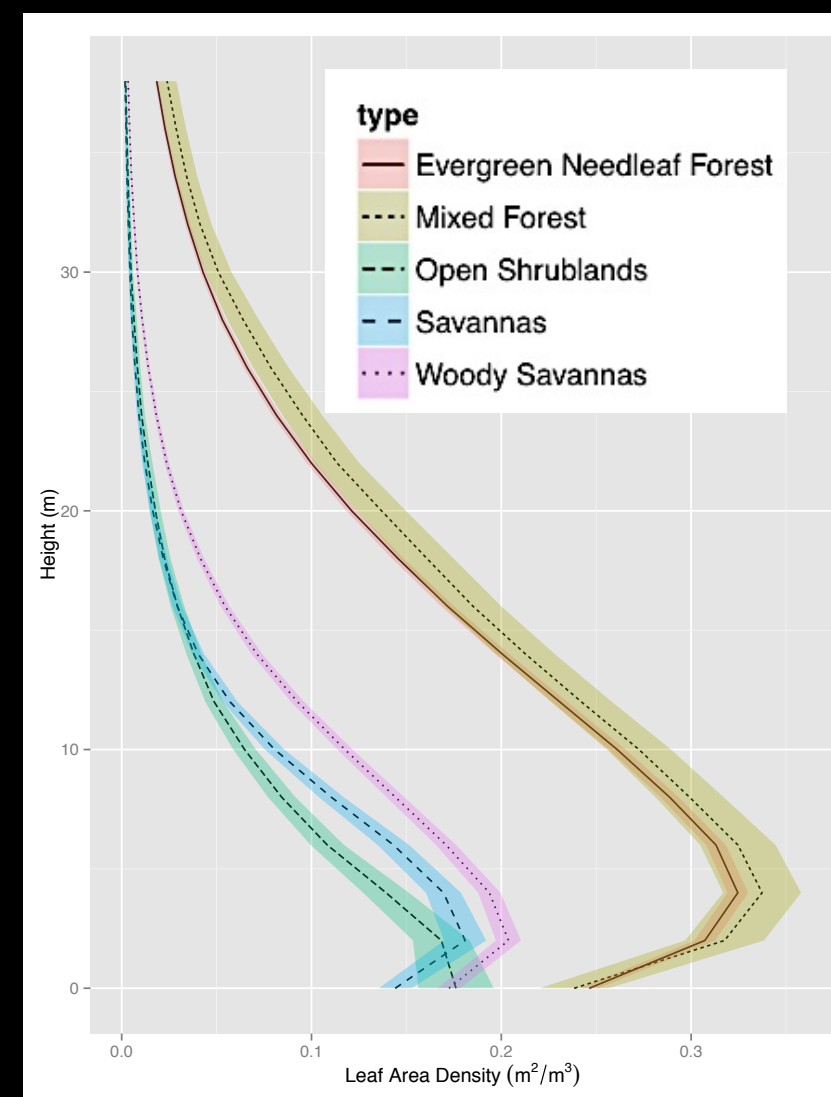 type
Evergreen Needleaf Forest
Mixed Forest
Open Shrublands
Savannas
Woody Savannas
30
20
10
0
Height (m)
0.0 0.1 0.2 0.3
Leaf Area Density (m²/m³)